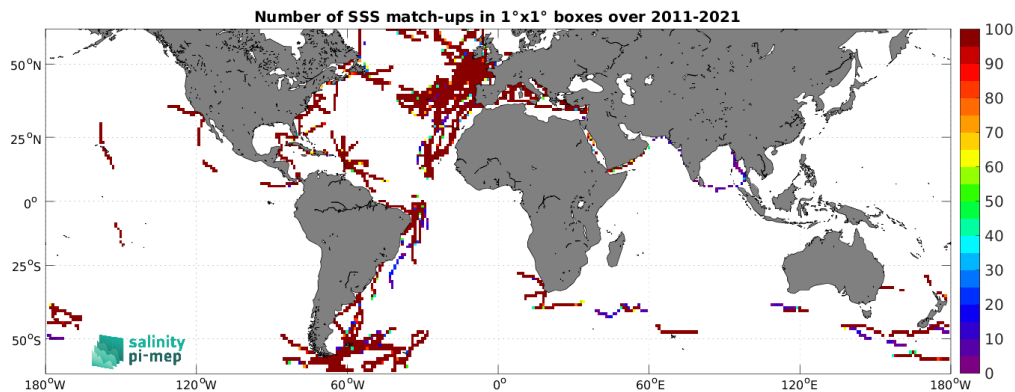 Number of SSS match-ups in 1°x1° boxes over 2011-2021
50°N
25°N
0°
25°S
50°S
180°W
120°W
60°W
0°
60°E
120°E
180°W
100
90
80
70
60
50
40
30
20
10
0
salinity
pi-mep